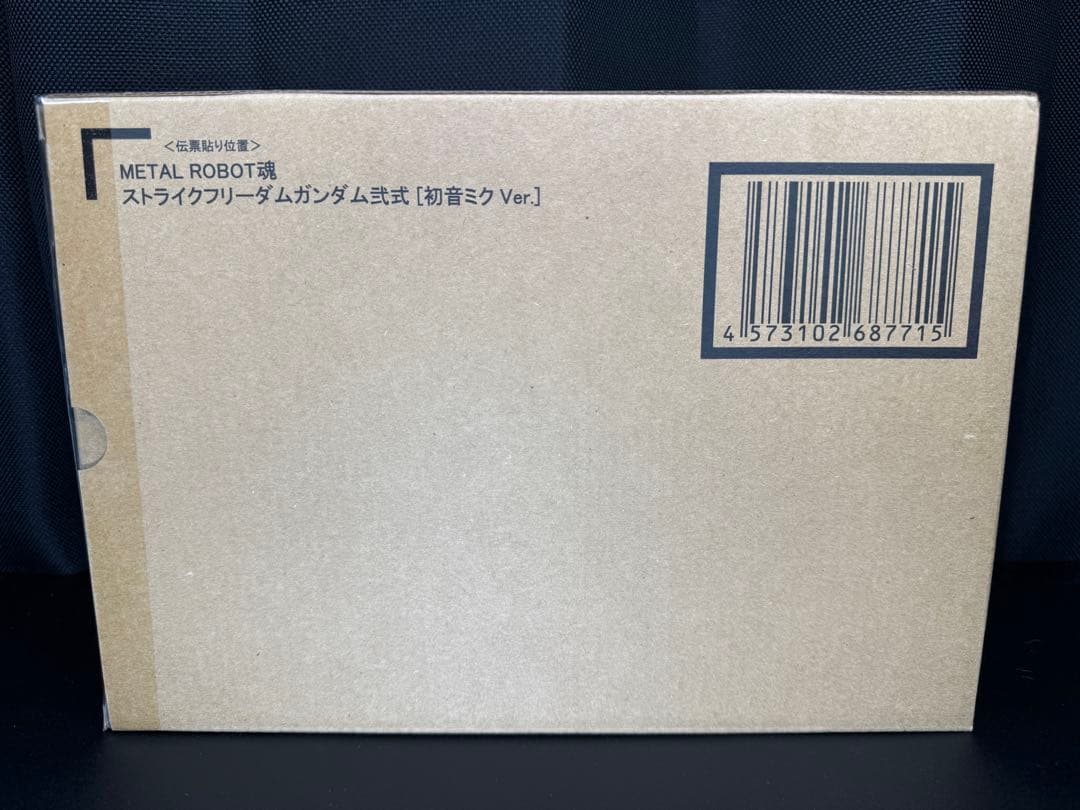 ＜伝票貼り位置＞
METAL ROBOT魂
ストライクフリーダムガンダム弐式 [初音ミク Ver.]
4 573102 687715